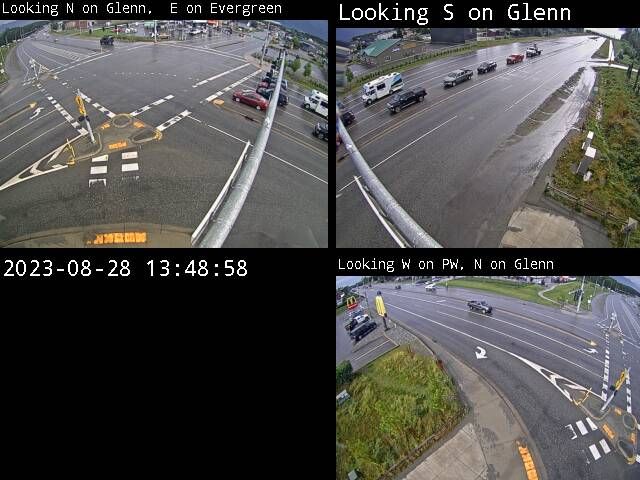 Looking N on Glenn, E on Evergreen
Looking S on Glenn
2023-08-28 13:48:58
Looking W on PW, N on Glenn